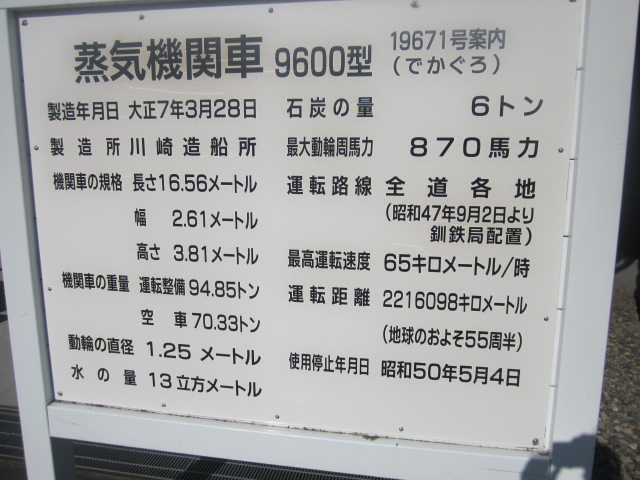 蒸気機関車 9600型 19671号案内
(でかぐろ)
製造年月日 大正7年3月28日
製造所川崎造船所
機関車の規格 長さ16.56メートル
幅 2.61メートル
高さ 3.81メートル
機関車の重量 運転整備94.85トン
空車70.33トン
動輪の直径 1.25メートル
水の量 13立方メートル
石炭の量 6トン
最大動輪周馬力 870馬力
運転路線 全道各地
(昭和47年9月2日より
釧鉄局配置)
最高運転速度 65キロメートル/時
運転距離 2216098キロメートル
(地球のおよそ55周半)
使用停止年月日 昭和50年5月4日